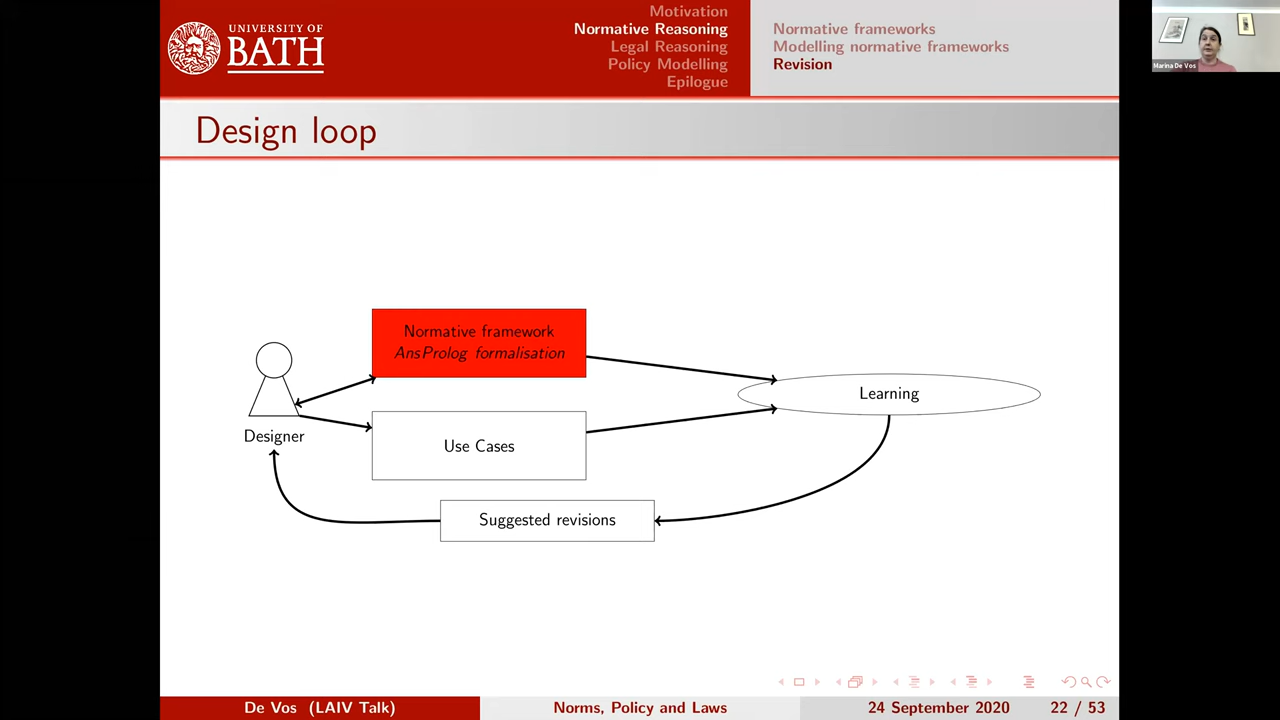 UNIVERSITY OF
BATH
Motivation
Normative Reasoning
Legal Reasoning
Policy Modelling
Epilogue
Normative frameworks
Modelling normative frameworks
Revision
Marina De Vos
Design loop
Normative framework
AnsProlog formalisation
Learning
Designer
Use Cases
Suggested revisions
De Vos (LAIV Talk)
Norms, Policy and Laws
24 September 2020
22 / 53